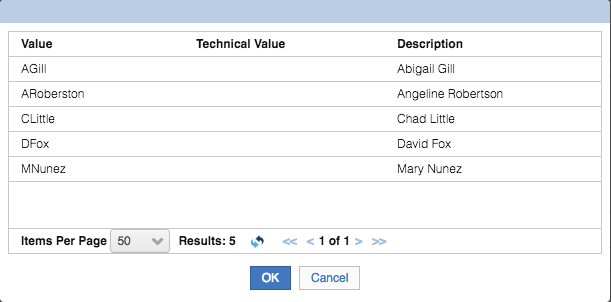 Value Technical Value Description
AGill Abigail Gill
ARoberston Angeline Robertson
CLittle Chad Little
DFox David Fox
MNunez Mary Nunez
Items Per Page 50 Results: 5 << < 1 of 1 > >>
OK Cancel